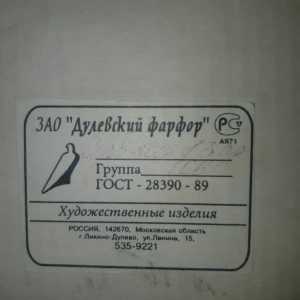 ЗАО "Дулевский фарфор"
АЯ71
Группа
ГОСТ - 28390 - 89
Художественные изделия
РОССИЯ, 142670, Московская область
г.Ликино-Дулево, ул.Ленина, 15,
535-9221